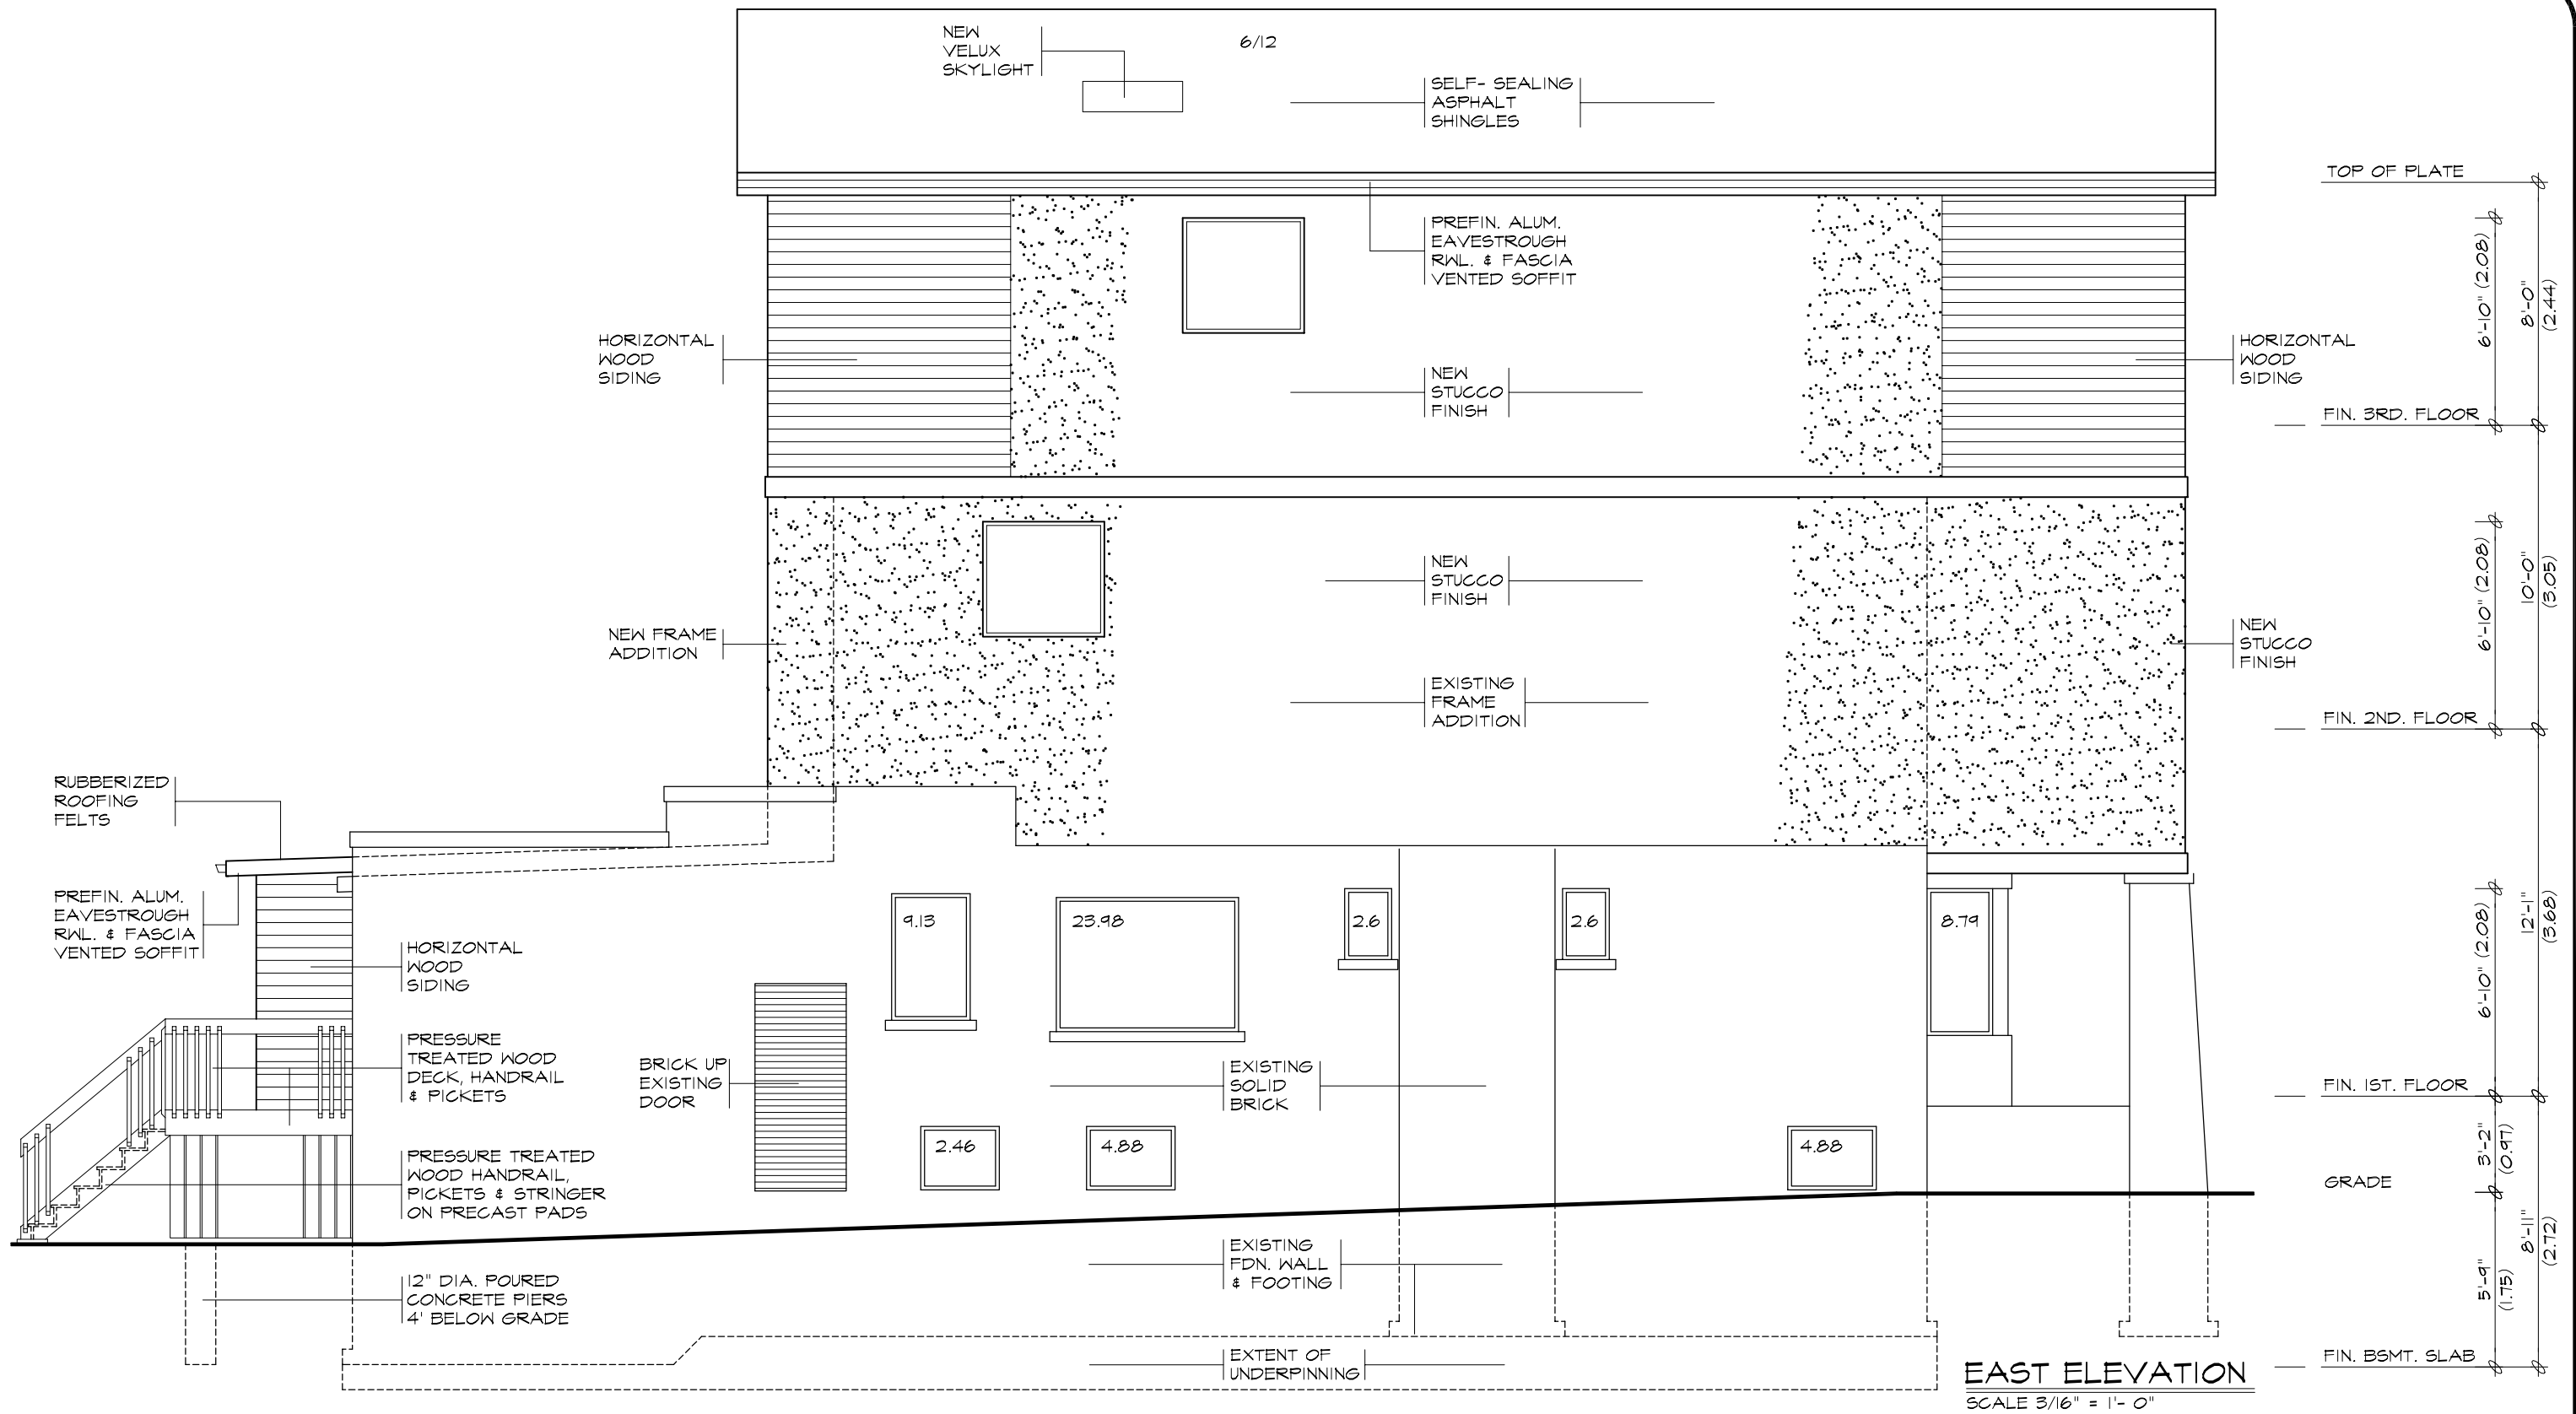 NEW
VELUX
SKYLIGHT
6/12
SELF- SEALING
ASPHALT
SHINGLES
TOP OF PLATE
PREFIN. ALUM.
EAVESTROUGH
RWL. & FASCIA
VENTED SOFFIT
6'-10" (2.08)
8'-0"
(2.44)
HORIZONTAL
WOOD
SIDING
NEW
STUCCO
FINISH
HORIZONTAL
WOOD
SIDING
FIN. 3RD. FLOOR
NEW
STUCCO
FINISH
6'-10" (2.08)
10'-0"
(3.05)
NEW FRAME
ADDITION
EXISTING
FRAME
ADDITION
NEW
STUCCO
FINISH
FIN. 2ND. FLOOR
RUBBERIZED
ROOFING
FELTS
PREFIN. ALUM.
EAVESTROUGH
RWL. & FASCIA
VENTED SOFFIT
HORIZONTAL
WOOD
SIDING
9.13
23.98
2.6
2.6
8.79
6'-10" (2.08)
12'-1"
(3.68)
PRESSURE
TREATED WOOD
DECK, HANDRAIL
& PICKETS
BRICK UP
EXISTING
DOOR
EXISTING
SOLID
BRICK
FIN. 1ST. FLOOR
2.46
4.88
4.88
PRESSURE TREATED
WOOD HANDRAIL,
PICKETS & STRINGER
ON PRECAST PADS
3'-2"
(0.97)
GRADE
EXISTING
FDN. WALL
& FOOTING
8'-11"
(2.72)
5'-9"
(1.75)
12" DIA. POURED
CONCRETE PIERS
4' BELOW GRADE
EXTENT OF
UNDERPINNING
FIN. BSMT. SLAB
EAST ELEVATION
SCALE 3/16" = 1'- 0"